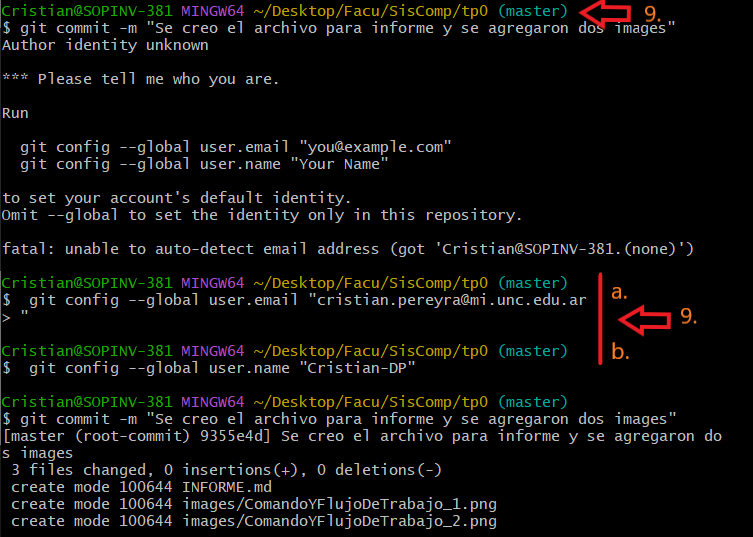 Cristian@SOPINV-381 MINGW64 ~/Desktop/Facu/SisComp/tp0 (master) 9.
$ git commit -m "Se creo el archivo para informe y se agregaron dos images"
Author identity unknown
*** Please tell me who you are.
Run
  git config --global user.email "you@example.com"
  git config --global user.name "Your Name"
to set your account's default identity.
Omit --global to set the identity only in this repository.
fatal: unable to auto-detect email address (got 'Cristian@SOPINV-381.(none)')
Cristian@SOPINV-381 MINGW64 ~/Desktop/Facu/SisComp/tp0 (master)
$  git config --global user.email "cristian.pereyra@mi.unc.edu.ar a.
> " 9.
Cristian@SOPINV-381 MINGW64 ~/Desktop/Facu/SisComp/tp0 (master) b.
$  git config --global user.name "Cristian-DP"
Cristian@SOPINV-381 MINGW64 ~/Desktop/Facu/SisComp/tp0 (master)
$ git commit -m "Se creo el archivo para informe y se agregaron dos images"
[master (root-commit) 9355e4d] Se creo el archivo para informe y se agregaron do
s images
 3 files changed, 0 insertions(+), 0 deletions(-)
 create mode 100644 INFORME.md
 create mode 100644 images/ComandoYFlujoDeTrabajo_1.png
 create mode 100644 images/ComandoYFlujoDeTrabajo_2.png